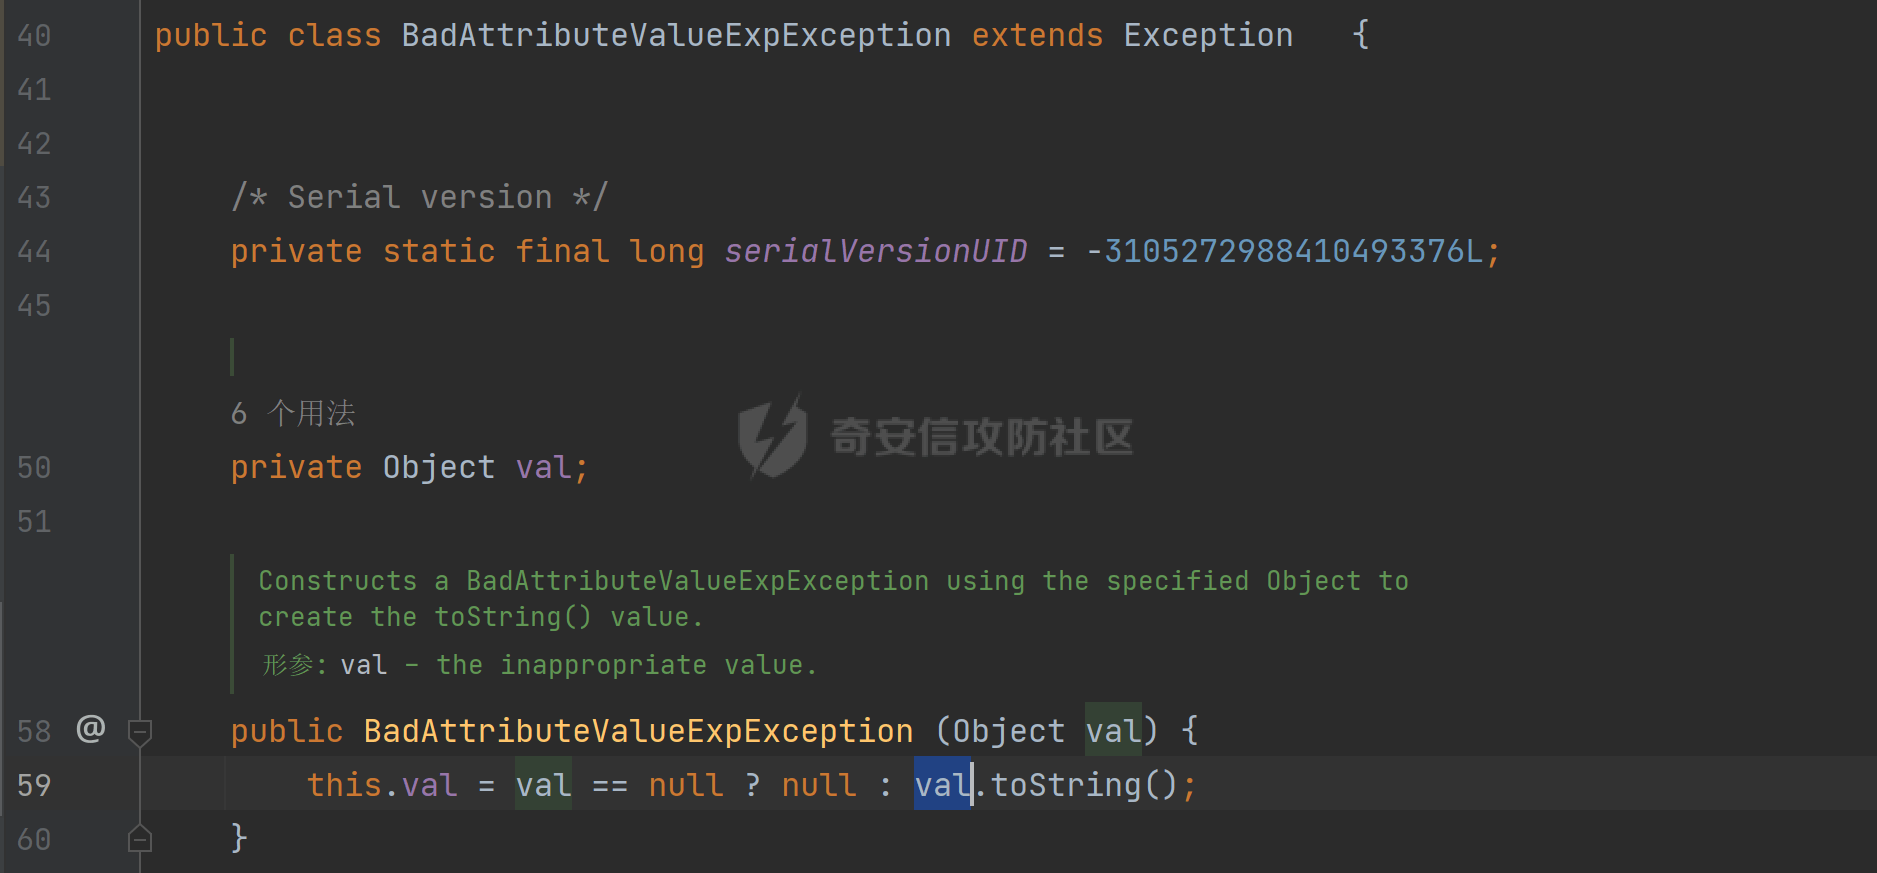 40 public class BadAttributeValueExpException extends Exception {
41
42
43 /* Serial version */
44 private static final long serialVersionUID = -3105272988410493376L;
45
6 个用法
奇安信攻防社区
50 private Object val;
51
Constructs a BadAttributeValueExpException using the specified Object to
create the toString() value.
形参: val – the inappropriate value.
58 @ public BadAttributeValueExpException (Object val) {
59 this.val = val == null ? null : val.toString();
60 }